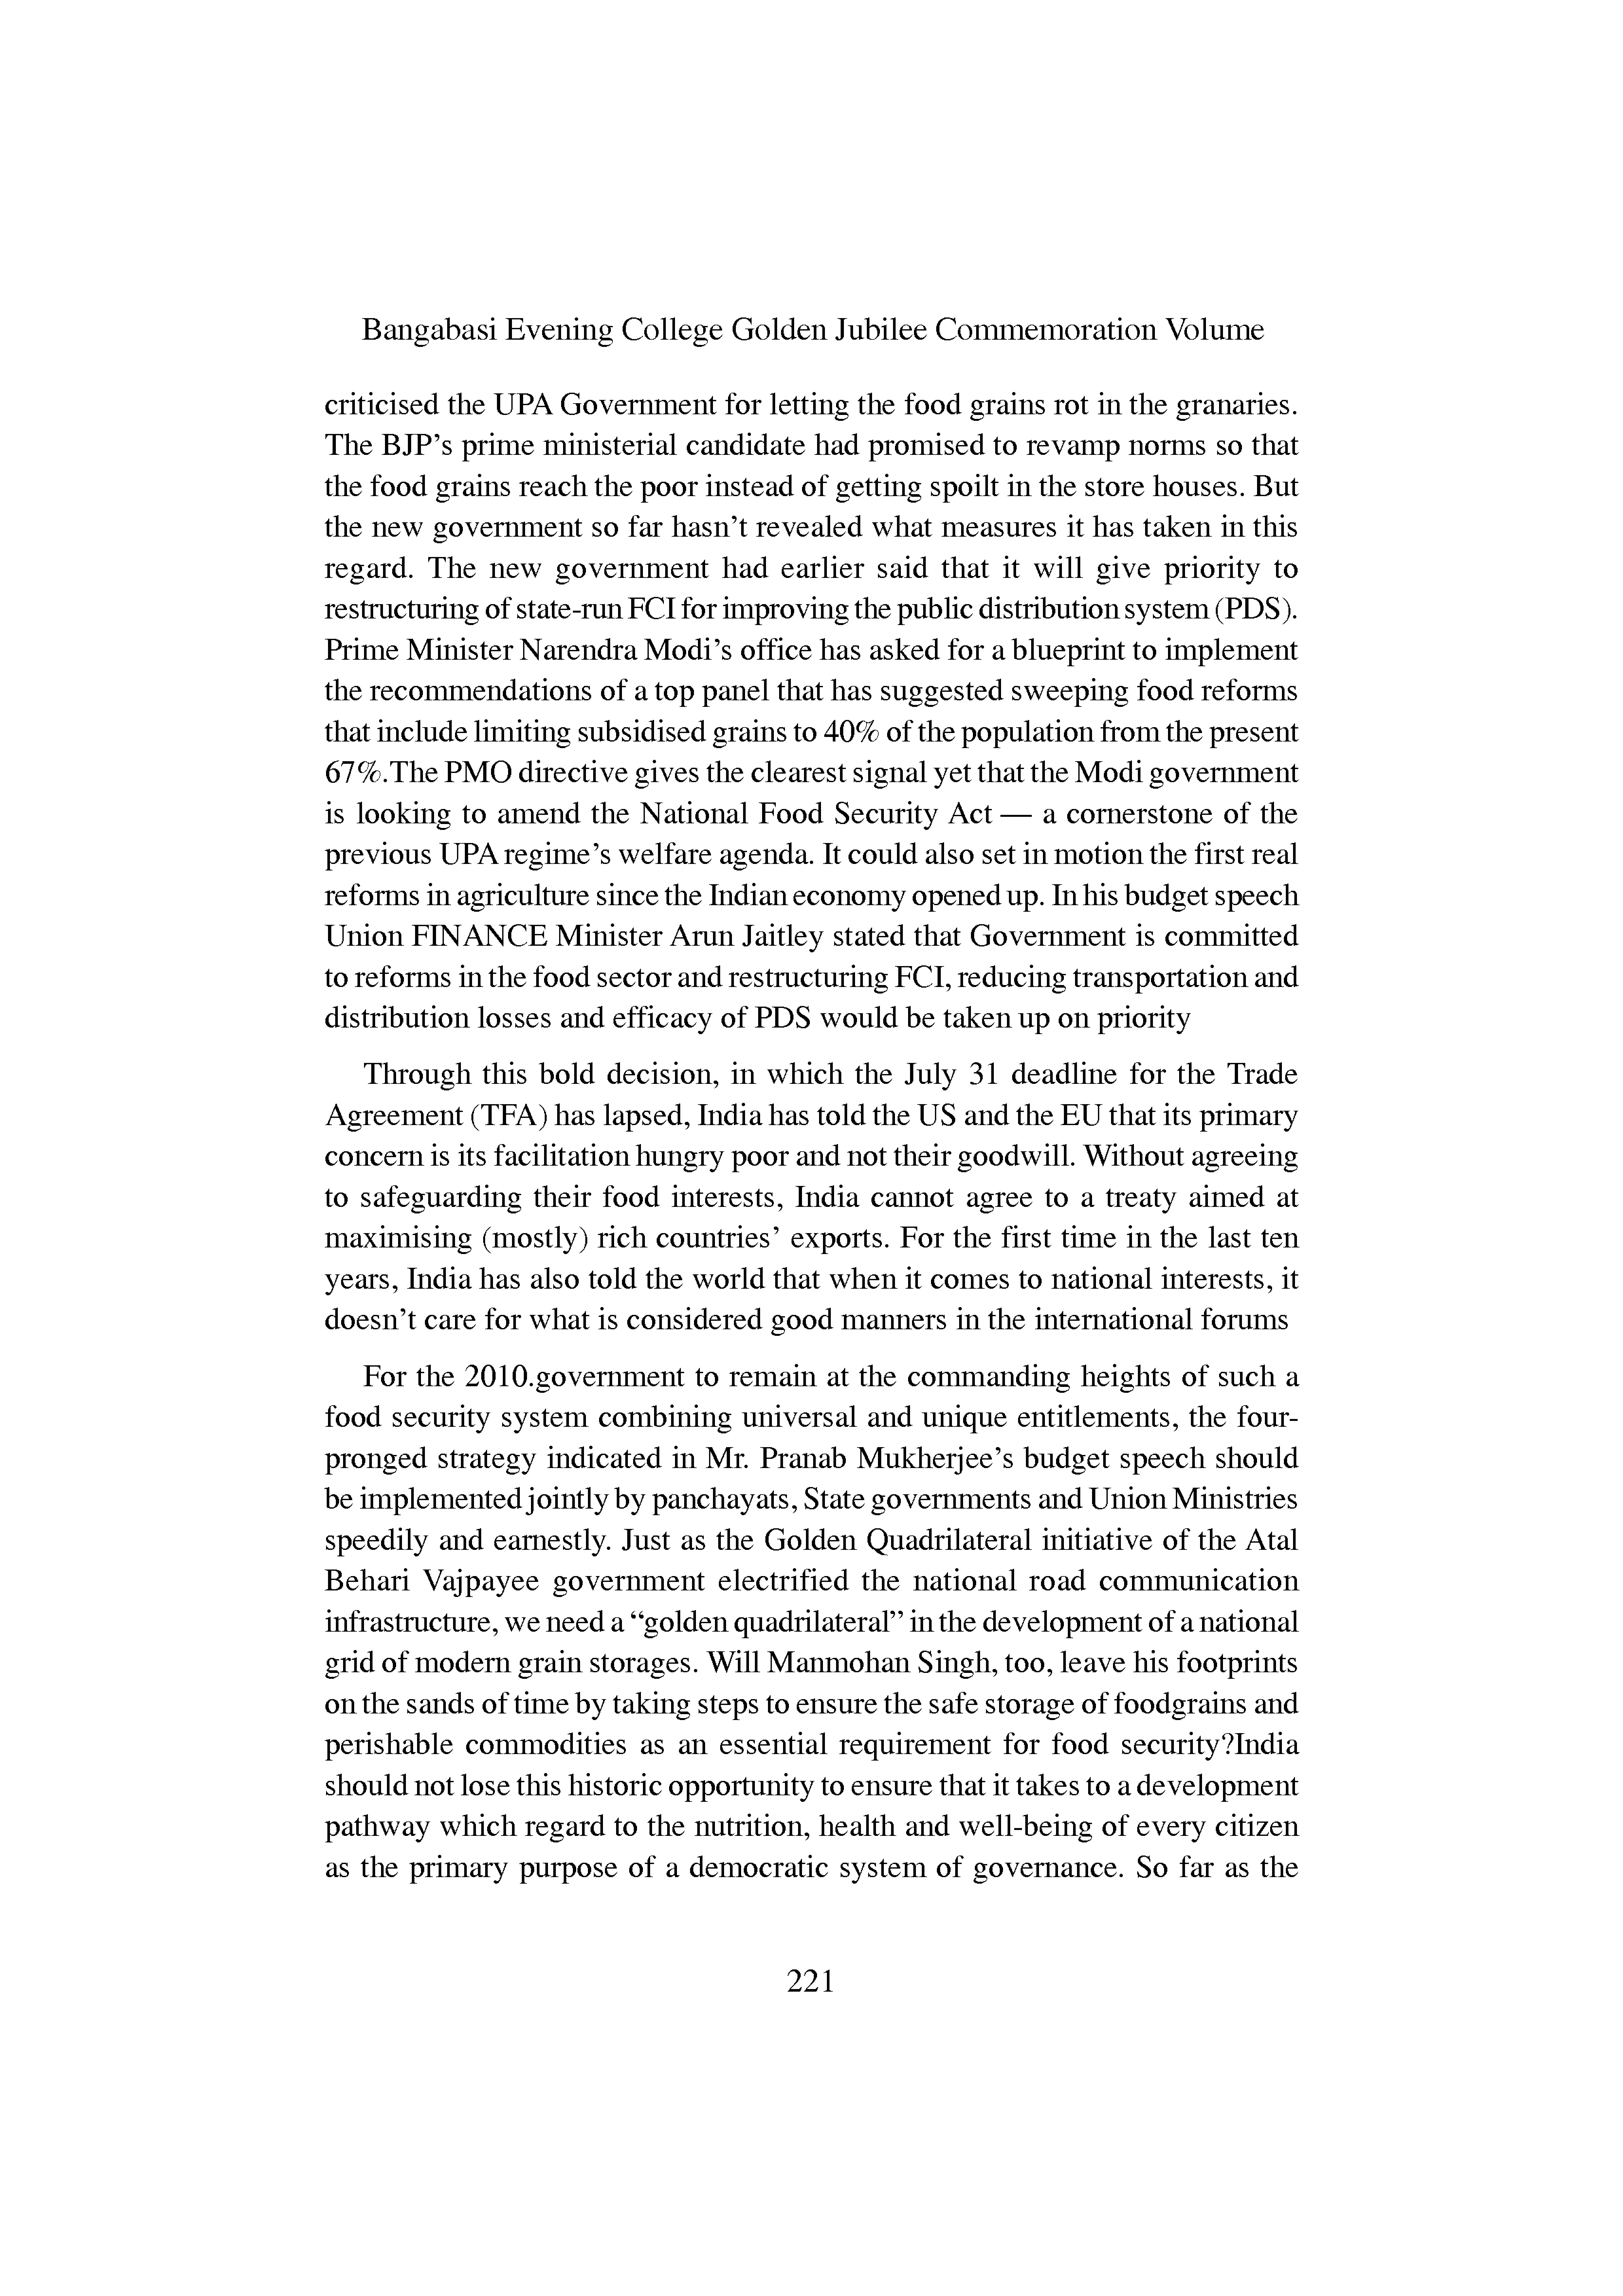 Bangabasi Evening College Golden Jubilee Commemoration Volume
criticised the UPA Government for letting the food grains rot in the granaries.
The BJP’s prime ministerial candidate had promised to revamp norms so that
the food grains reach the poor instead of getting spoilt in the store houses. But
the new government so far hasn’t revealed what measures it has taken in this
regard. The new government had earlier said that it will give priority to
restructuring of state-run FCI for improving the public distribution system (PDS).
Prime Minister Narendra Modi’s office has asked for a blueprint to implement
the recommendations of a top panel that has suggested sweeping food reforms
that include limiting subsidised grains to 40% of the population from the present
67%.The PMO directive gives the clearest signal yet that the Modi government
is looking to amend the National Food Security Act — a cornerstone of the
previous UPA regime’s welfare agenda. It could also set in motion the first real
reforms in agriculture since the Indian economy opened up. In his budget speech
Union FINANCE Minister Arun Jaitley stated that Government is committed
to reforms in the food sector and restructuring FCI, reducing transportation and
distribution losses and efficacy of PDS would be taken up on priority
Through this bold decision, in which the July 31 deadline for the Trade
Agreement (TFA) has lapsed, India has told the US and the EU that its primary
concern is its facilitation hungry poor and not their goodwill. Without agreeing
to safeguarding their food interests, India cannot agree to a treaty aimed at
maximising (mostly) rich countries’ exports. For the first time in the last ten
years, India has also told the world that when it comes to national interests, it
doesn’t care for what is considered good manners in the international forums
For the 2010.government to remain at the commanding heights of such a
food security system combining universal and unique entitlements, the four-
pronged strategy indicated in Mr. Pranab Mukherjee’s budget speech should
be implemented jointly by panchayats, State governments and Union Ministries
speedily and earnestly. Just as the Golden Quadrilateral initiative of the Atal
Behari Vajpayee government electrified the national road communication
infrastructure, we need a “golden quadrilateral” in the development of a national
grid of modern grain storages. Will Manmohan Singh, too, leave his footprints
on the sands of time by taking steps to ensure the safe storage of foodgrains and
perishable commodities as an essential requirement for food security?India
should not lose this historic opportunity to ensure that it takes to a development
pathway which regard to the nutrition, health and well-being of every citizen
as the primary purpose of a democratic system of governance. So far as the
221